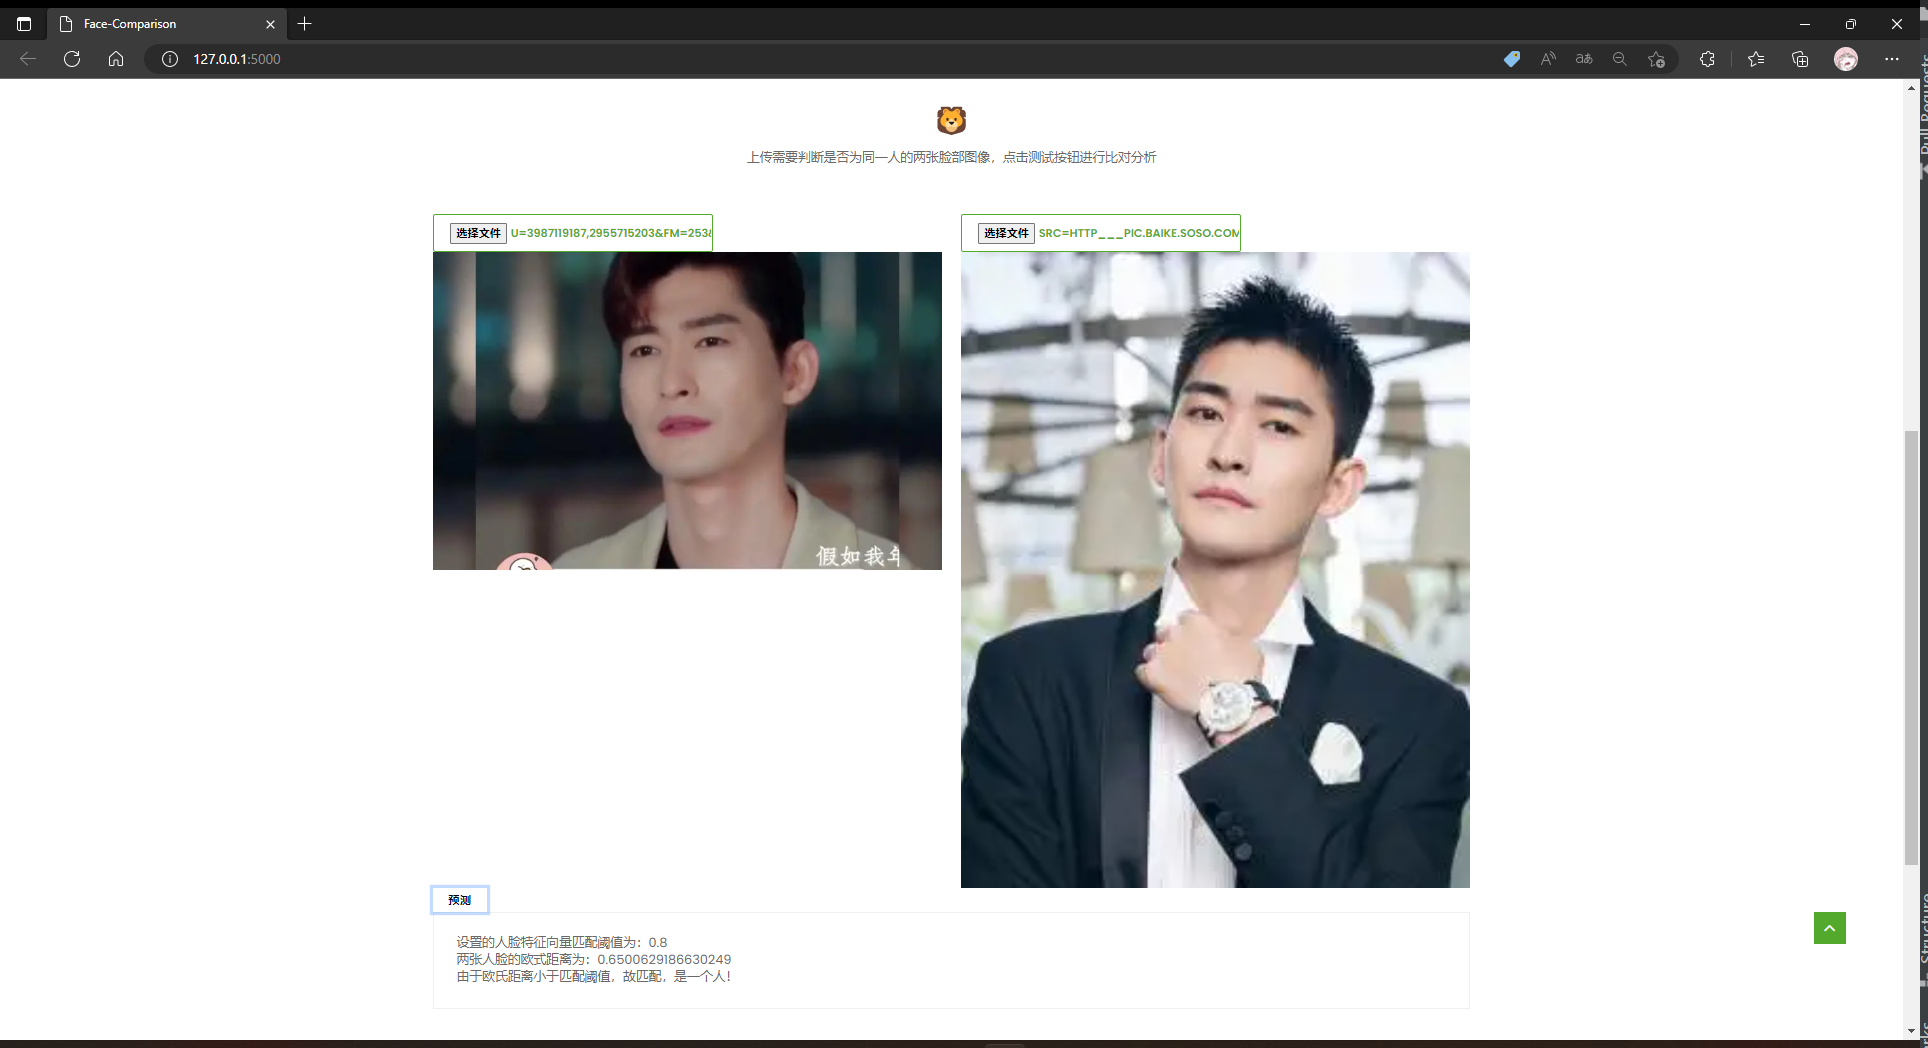 Face-Comparison
127.0.0.1:5000
上传需要判断是否为同一人的两张脸部图像，点击测试按钮进行比对分析
选择文件 U=3987119187,2955715203&FM=253&
选择文件 SRC=HTTP___PIC.BAIKE.SOSO.COM
假如我年
预测
设置的人脸特征向量匹配阈值为：0.8
两张人脸的欧式距离为：0.6500629186630249
由于欧氏距离小于匹配阈值，故匹配，是一个人！
Pull Requests
Structure